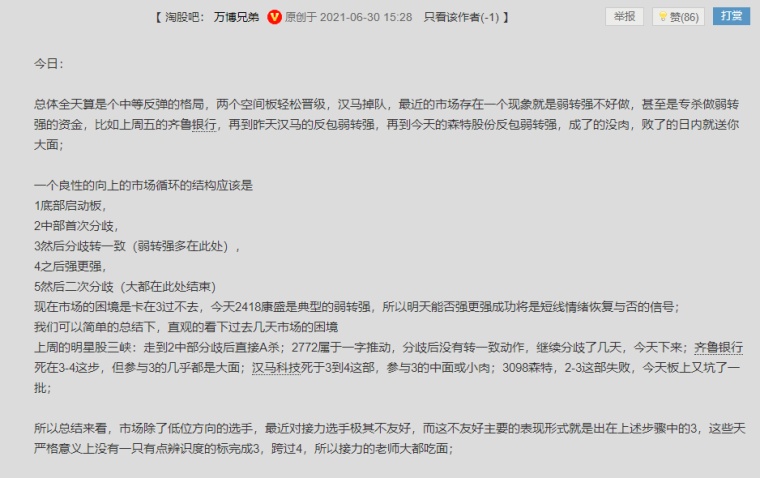 【 淘股吧： 万博兄弟 V 原创于 2021-06-30 15:28 只看该作者(-1) 】 举报 赞(86) 打赏
今日：
总体全天算是个中等反弹的格局，两个空间板轻松晋级，汉马掉队，最近的市场存在一个现象就是弱转强不好做，甚至是专杀做弱转
强的资金，比如上周五的齐鲁银行，再到昨天汉马的反包弱转强，再到今天的森特股份反包弱转强，成了的没肉，败了的日内就送你
大面；
一个良性的向上的市场循环的结构应该是
1底部启动板，
2中部首次分歧，
3然后分歧转一致（弱转强多在此处），
4之后强更强，
5然后二次分歧（大都在此处结束）
现在市场的困境是卡在3过不去，今天2418康盛是典型的弱转强，所以明天能否强更强成功将是短线情绪恢复与否的信号；
我们可以简单的总结下，直观的看下过去几天市场的困境
上周的明星股三峡：走到2中部分歧后直接A杀；2772属于一字推动，分歧后没有转一致动作，继续分歧了几天，今天下来；齐鲁银行
死在3-4这步，但参与3的几乎都是大面；汉马科技死于3到4这部，参与3的中面或小肉；3098森特，2-3这部失败，今天板上又坑了一
批；
所以总结来看，市场除了低位方向的选手，最近对接力选手极其不友好，而这不友好主要的表现形式就是出在上述步骤中的3，这些天
严格意义上没有一只有点辨识度的标完成3，跨过4，所以接力的老师大都吃面；